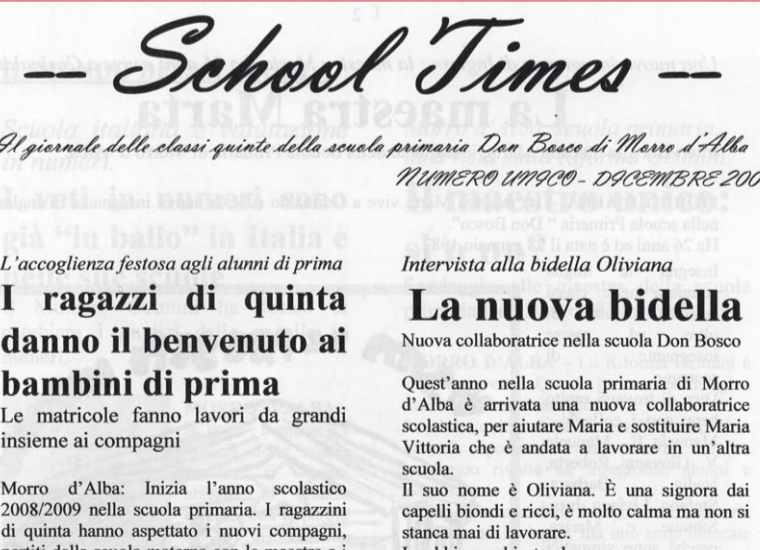 -- School Times --
Il giornale delle classi quinte della scuola primaria Don Bosco di Morro d'Alba
NUMERO UNICO - DICEMBRE 200
L'accoglienza festosa agli alunni di prima
I ragazzi di quinta
danno il benvenuto ai
bambini di prima
Le matricole fanno lavori da grandi
insieme ai compagni
Morro d'Alba: Inizia l'anno scolastico
2008/2009 nella scuola primaria. I ragazzini
di quinta hanno aspettato i nuovi compagni,
Intervista alla bidella Oliviana
La nuova bidella
Nuova collaboratrice nella scuola Don Bosco
Quest'anno nella scuola primaria di Morro
d'Alba è arrivata una nuova collaboratrice
scolastica, per aiutare Maria e sostituire Maria
Vittoria che è andata a lavorare in un'altra
scuola.
Il suo nome è Oliviana. È una signora dai
capelli biondi e ricci, è molto calma ma non si
stanca mai di lavorare.